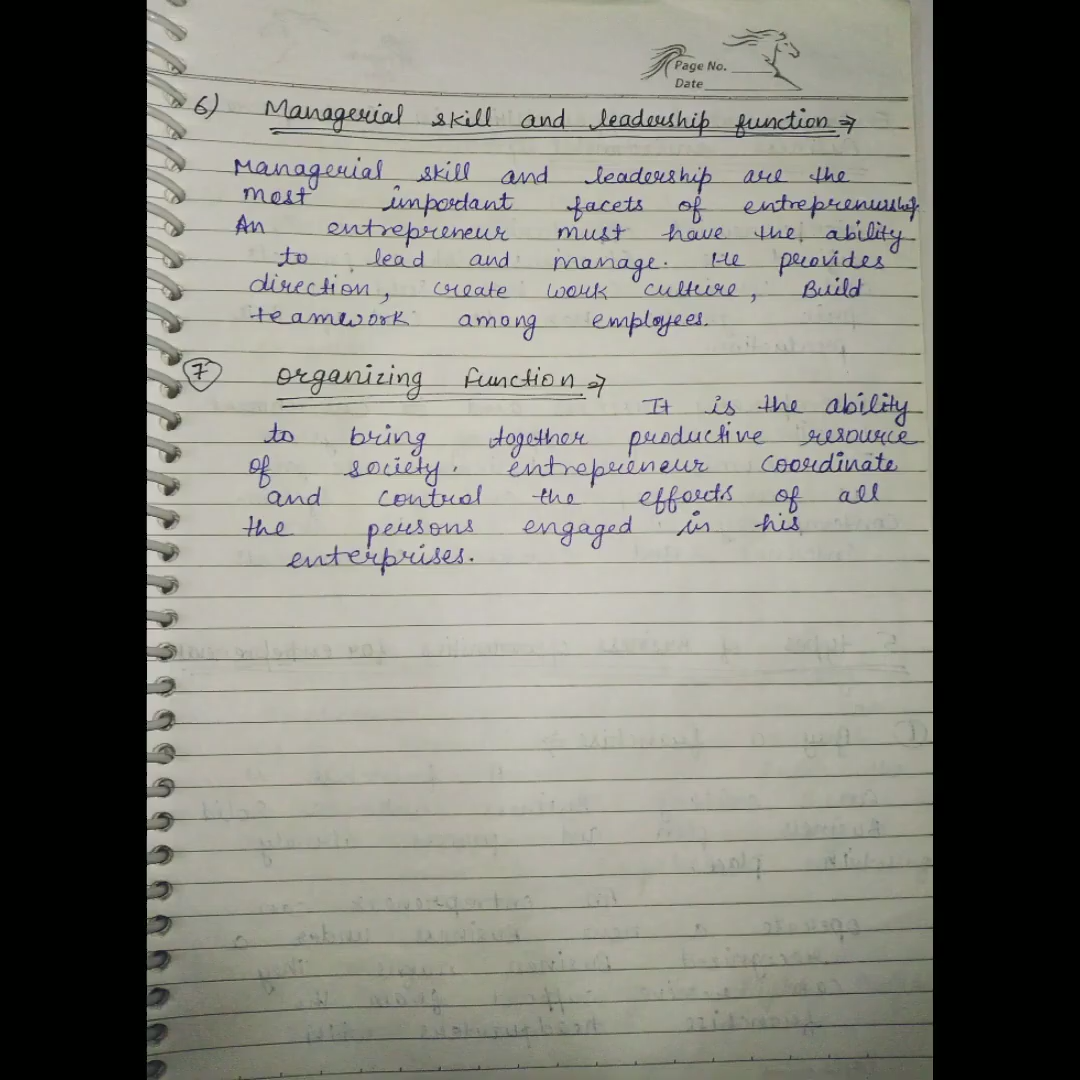 Page No.
Date
6) Managerial skill and leadership function ⇒
Managerial skill and leadership are the
most important facets of entrepreneurship
An entrepreneur must have the ability
to lead and manage. He provides
direction, create work culture, Build
teamwork among employees.
7 organizing function ⇒
It is the ability
to bring together productive resource
of society. entrepreneur coordinate
and control the efforts of all
the persons engaged in his
enterprises.